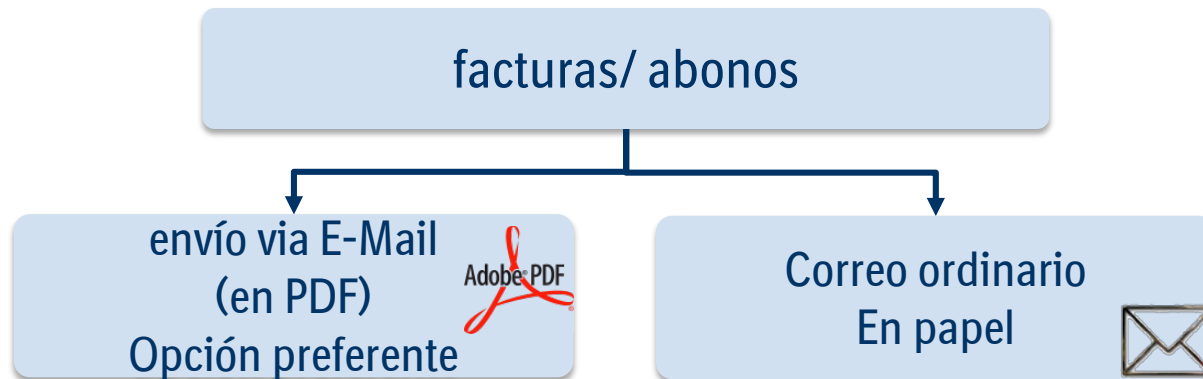 facturas/ abonos
envío via E-Mail
(en PDF)
Opción preferente
Adobe® PDF
Correo ordinario
En papel